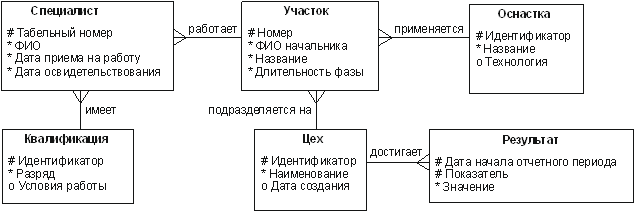 Специалист
# Табельный номер
* ФИО
* Дата приема на работу
* Дата освидетельствования
работает
Участок
# Номер
* ФИО начальника
* Название
* Длительность фазы
применяется
Оснастка
# Идентификатор
* Название
о Технология
имеет
подразделяется на
Квалификация
# Идентификатор
* Разряд
о Условия работы
Цех
# Идентификатор
* Наименование
о Дата создания
достигает
Результат
# Дата начала отчетного периода
# Показатель
* Значение